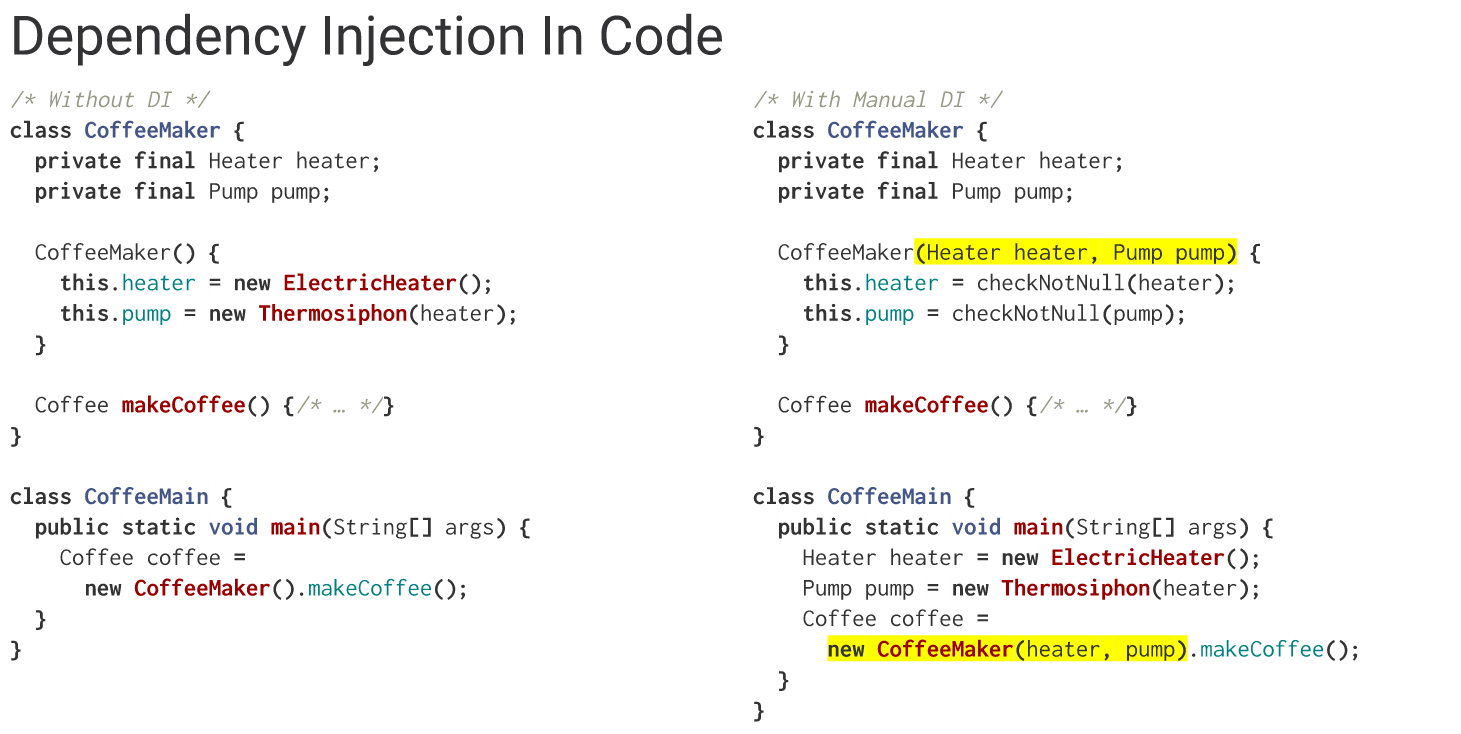 Dependency Injection In Code
/* Without DI */
class CoffeeMaker {
  private final Heater heater;
  private final Pump pump;

  CoffeeMaker() {
    this.heater = new ElectricHeater();
    this.pump = new Thermosiphon(heater);
  }

  Coffee makeCoffee() {/* … */}
}

class CoffeeMain {
  public static void main(String[] args) {
    Coffee coffee =
      new CoffeeMaker().makeCoffee();
  }
}
/* With Manual DI */
class CoffeeMaker {
  private final Heater heater;
  private final Pump pump;

  CoffeeMaker(Heater heater, Pump pump) {
    this.heater = checkNotNull(heater);
    this.pump = checkNotNull(pump);
  }

  Coffee makeCoffee() {/* … */}
}

class CoffeeMain {
  public static void main(String[] args) {
    Heater heater = new ElectricHeater();
    Pump pump = new Thermosiphon(heater);
    Coffee coffee =
      new CoffeeMaker(heater, pump).makeCoffee();
  }
}